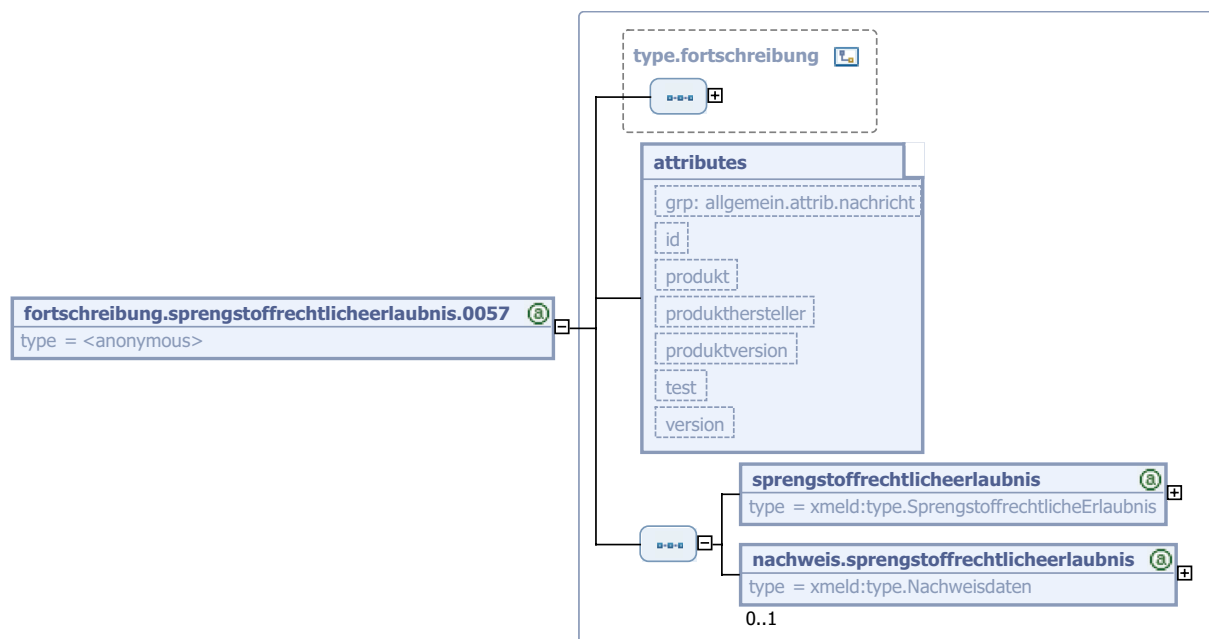 type.fortschreibung
attributes
grp: allgemein.attrib.nachricht
id
produkt
produkthersteller
produktversion
test
version
fortschreibung.sprengstoffrechtlicheerlaubnis.0057
type = <anonymous>
sprengstoffrechtlicheerlaubnis
type = xmeld:type.SprengstoffrechtlicheErlaubnis
nachweis.sprengstoffrechtlicheerlaubnis
type = xmeld:type.Nachweisdaten
0..1